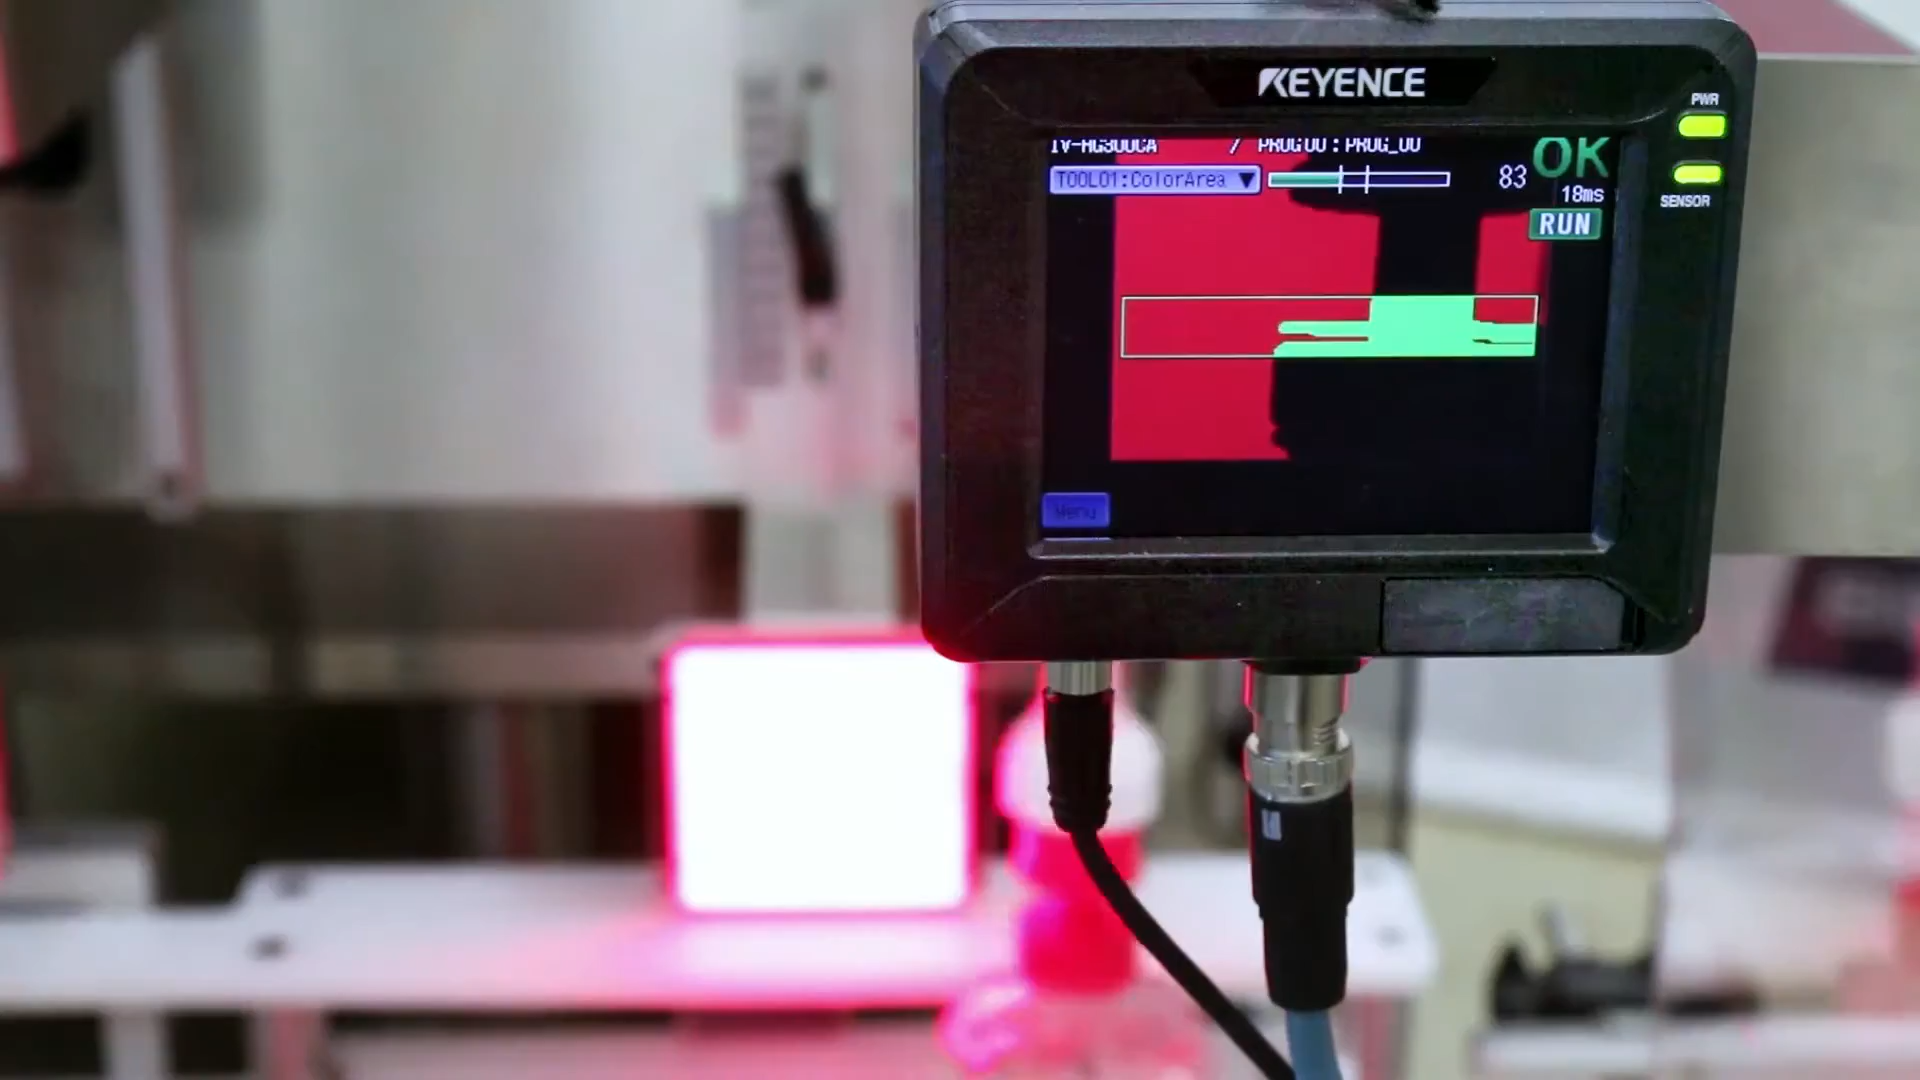 KEYENCE
PWR
IV-HG300CA / PROG00:PROG_00
OK
TOOL01:ColorArea
83
18ms
SENSOR
RUN
Menu